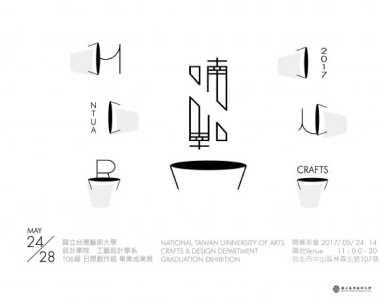 M
喃
2017
NTUA
U
R
CRAFTS
MAY
24/28
國立台灣藝術大學
設計學院 工藝設計學系
106級 日間創作組 畢業成果展
NATIONAL TAIWAN UNIVERSITY OF ARTS
CRAFTS & DESIGN DEPARTMENT
GRADUATION EXHIBITION
開幕茶會 2017/ 05/ 24 14
展地Venue 11 : 00 - 20
台北市中山區林森北路107巷
國立臺灣藝術大學